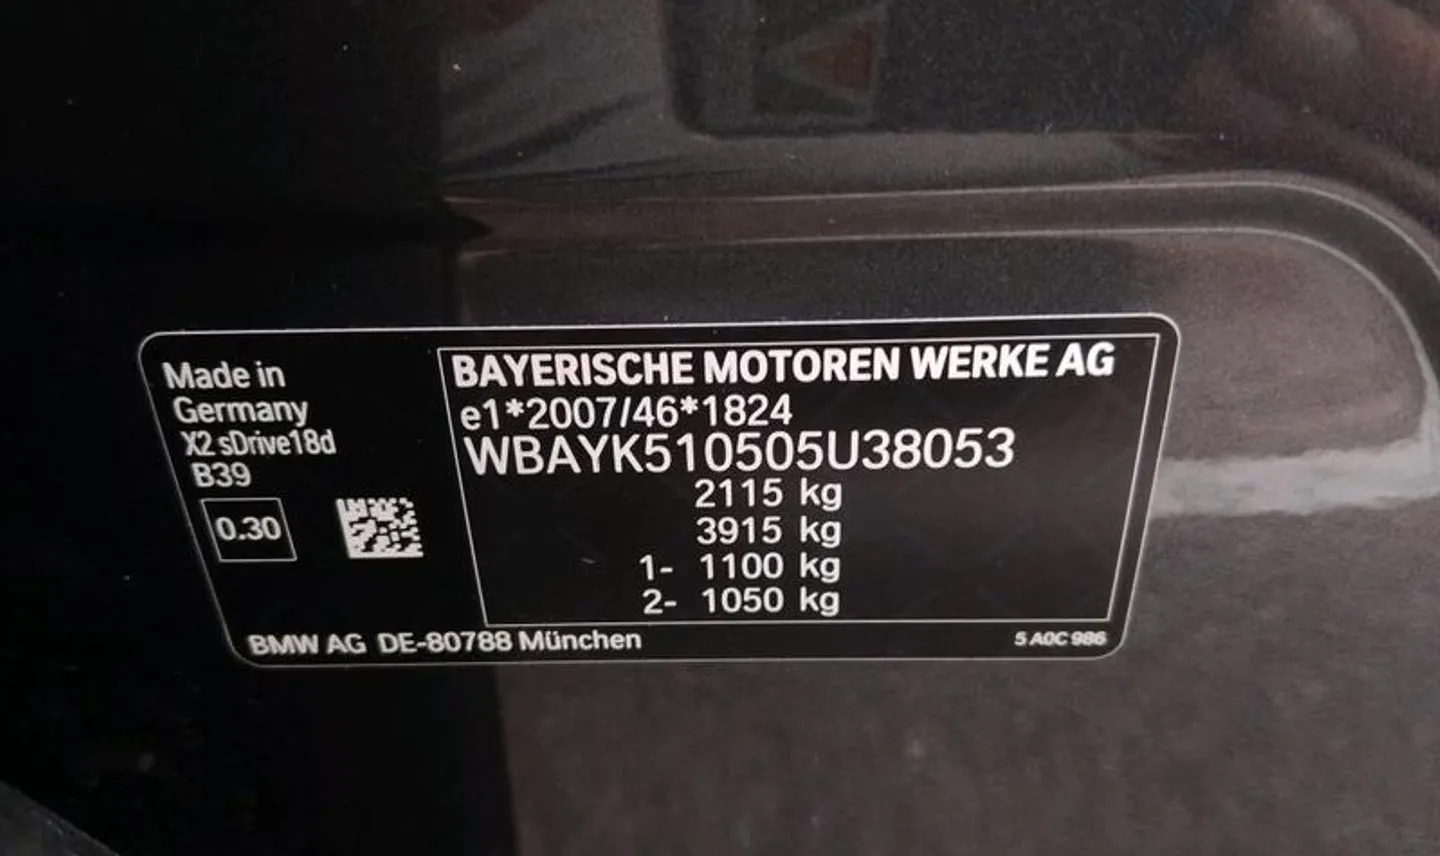 Made in
Germany
X2 sDrive18d
B39
0.30
BAYERISCHE MOTOREN WERKE AG
e1*2007/46*1824
WBAYK510505U38053
2115 kg
3915 kg
1- 1100 kg
2- 1050 kg
BMW AG DE-80788 München
5 A0C 986